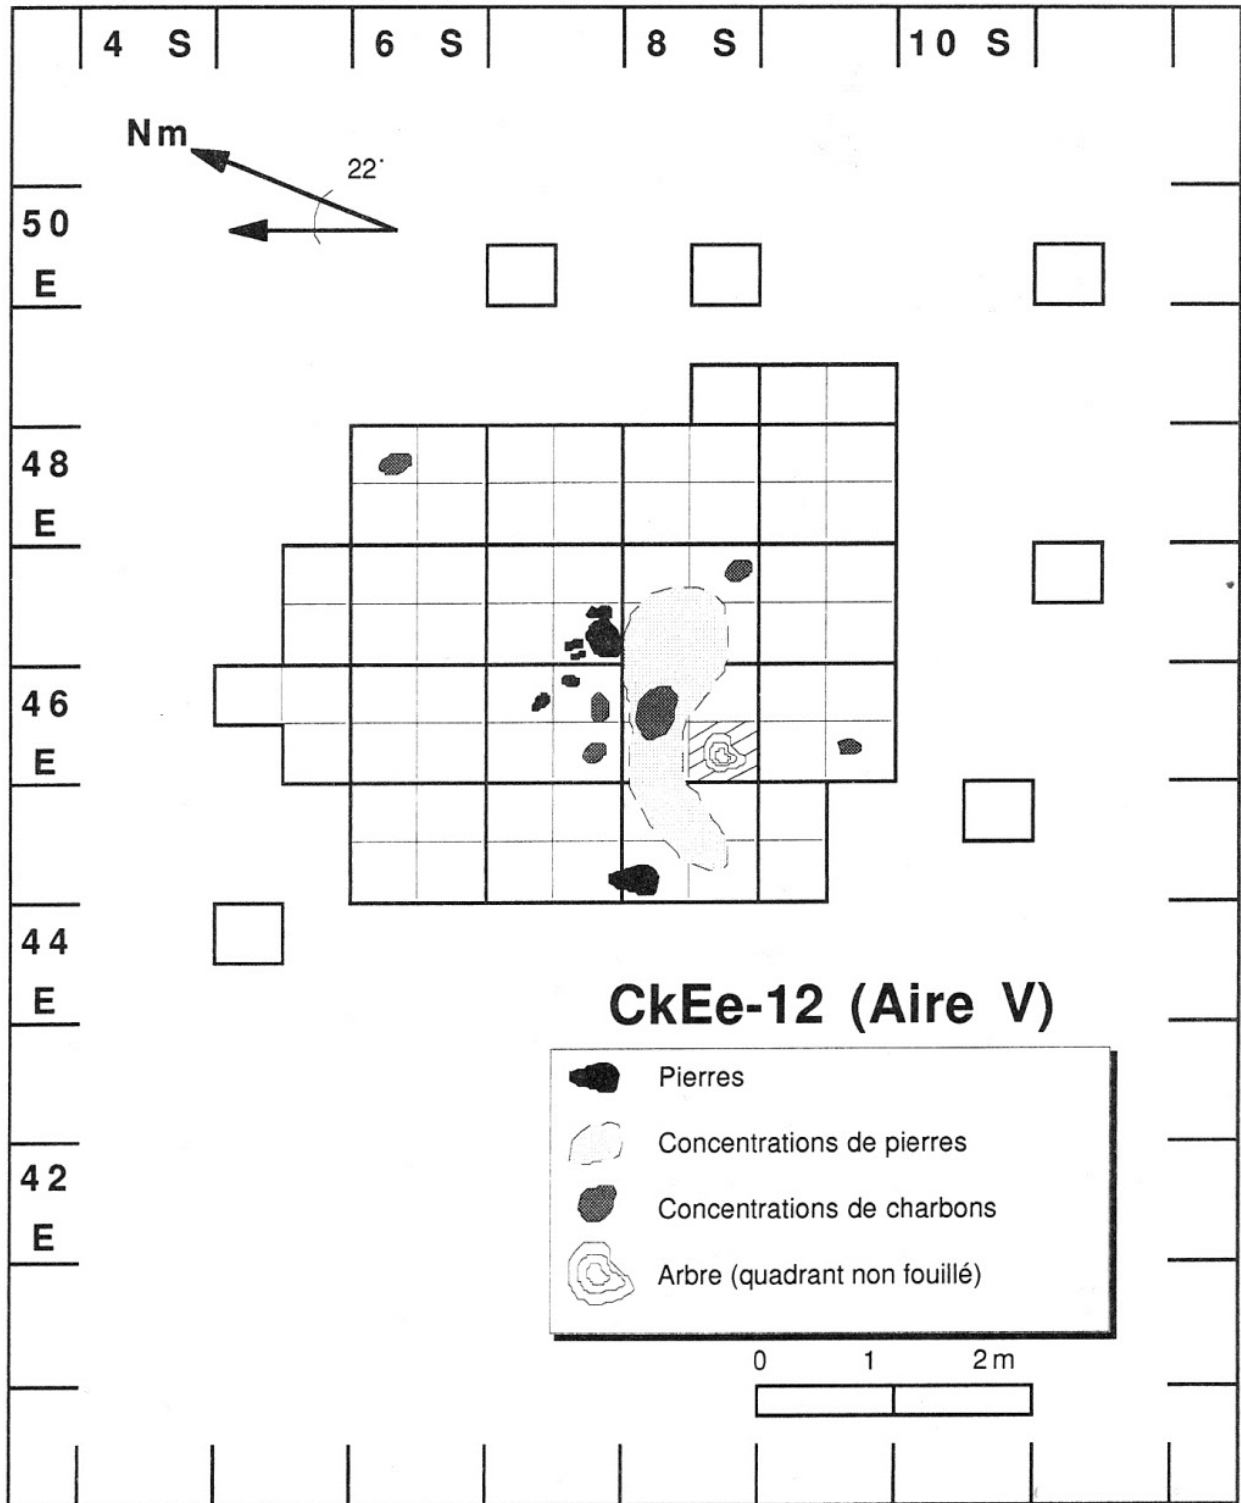 4 S 6 S 8 S 10 S
Nm
22°
50
E
48
E
46
E
44
E
42
E
CkEe-12 (Aire V)
Pierres
Concentrations de pierres
Concentrations de charbons
Arbre (quadrant non fouillé)
0 1 2 m